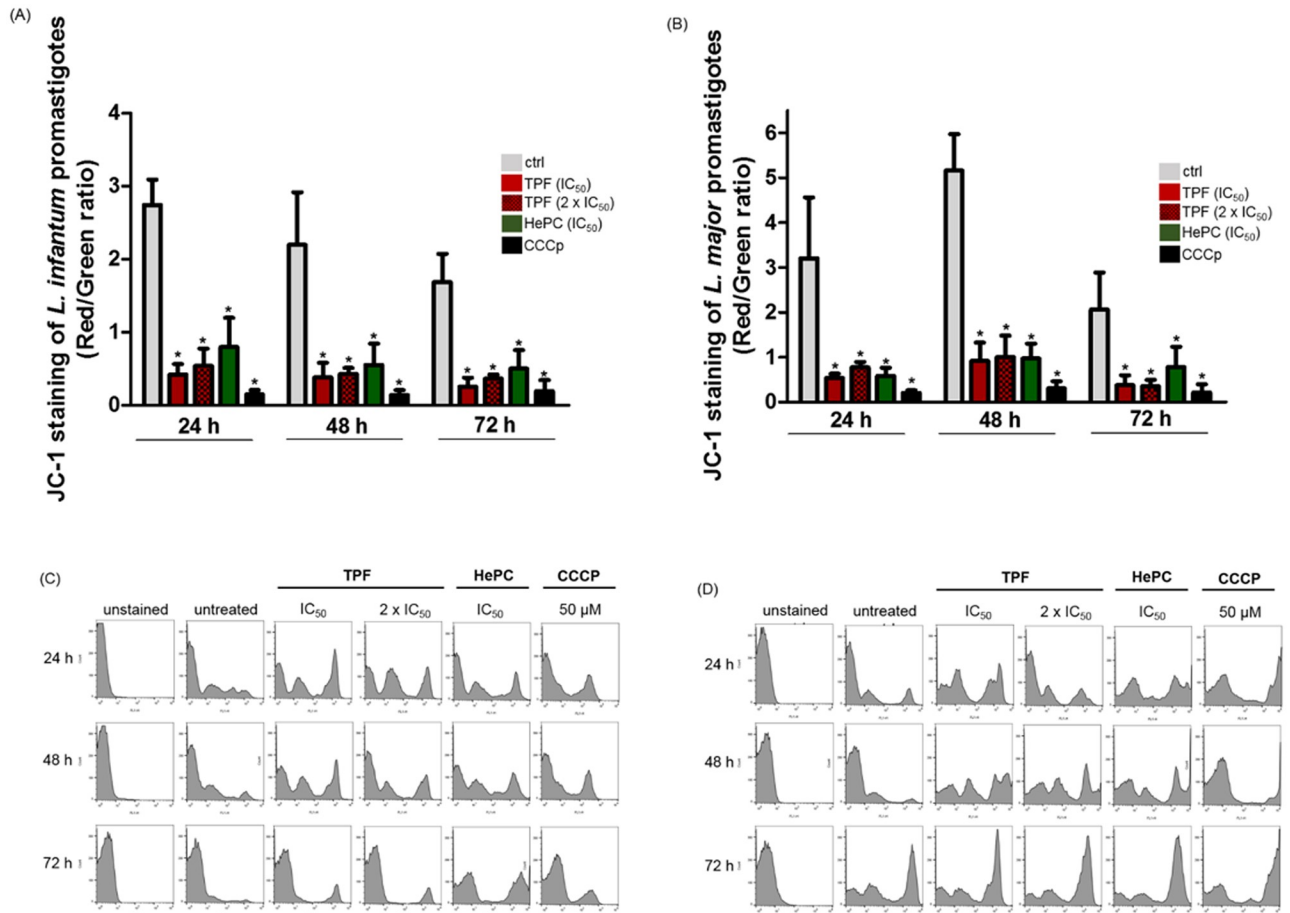 (A)
JC-1 staining of L. infantum promastigotes
(Red/Green ratio)
4
3
2
1
0
24 h
48 h
72 h
*
*
*
*
*
*
*
*
*
*
*
*
ctrl
TPF (IC50)
TPF (2 x IC50)
HePC (IC50)
CCCp
(B)
JC-1 staining of L. major promastigotes
(Red/Green ratio)
6
5
4
3
2
1
0
24 h
48 h
72 h
*
*
*
*
*
*
*
*
*
*
*
*
ctrl
TPF (IC50)
TPF (2 x IC50)
HePC (IC50)
CCCp
(C)
TPF HePC CCCP
unstained untreated IC50 2 x IC50 IC50 50 µM
24 h
48 h
72 h
(D)
TPF HePC CCCP
unstained untreated IC50 2 x IC50 IC50 50 µM
24 h
48 h
72 h